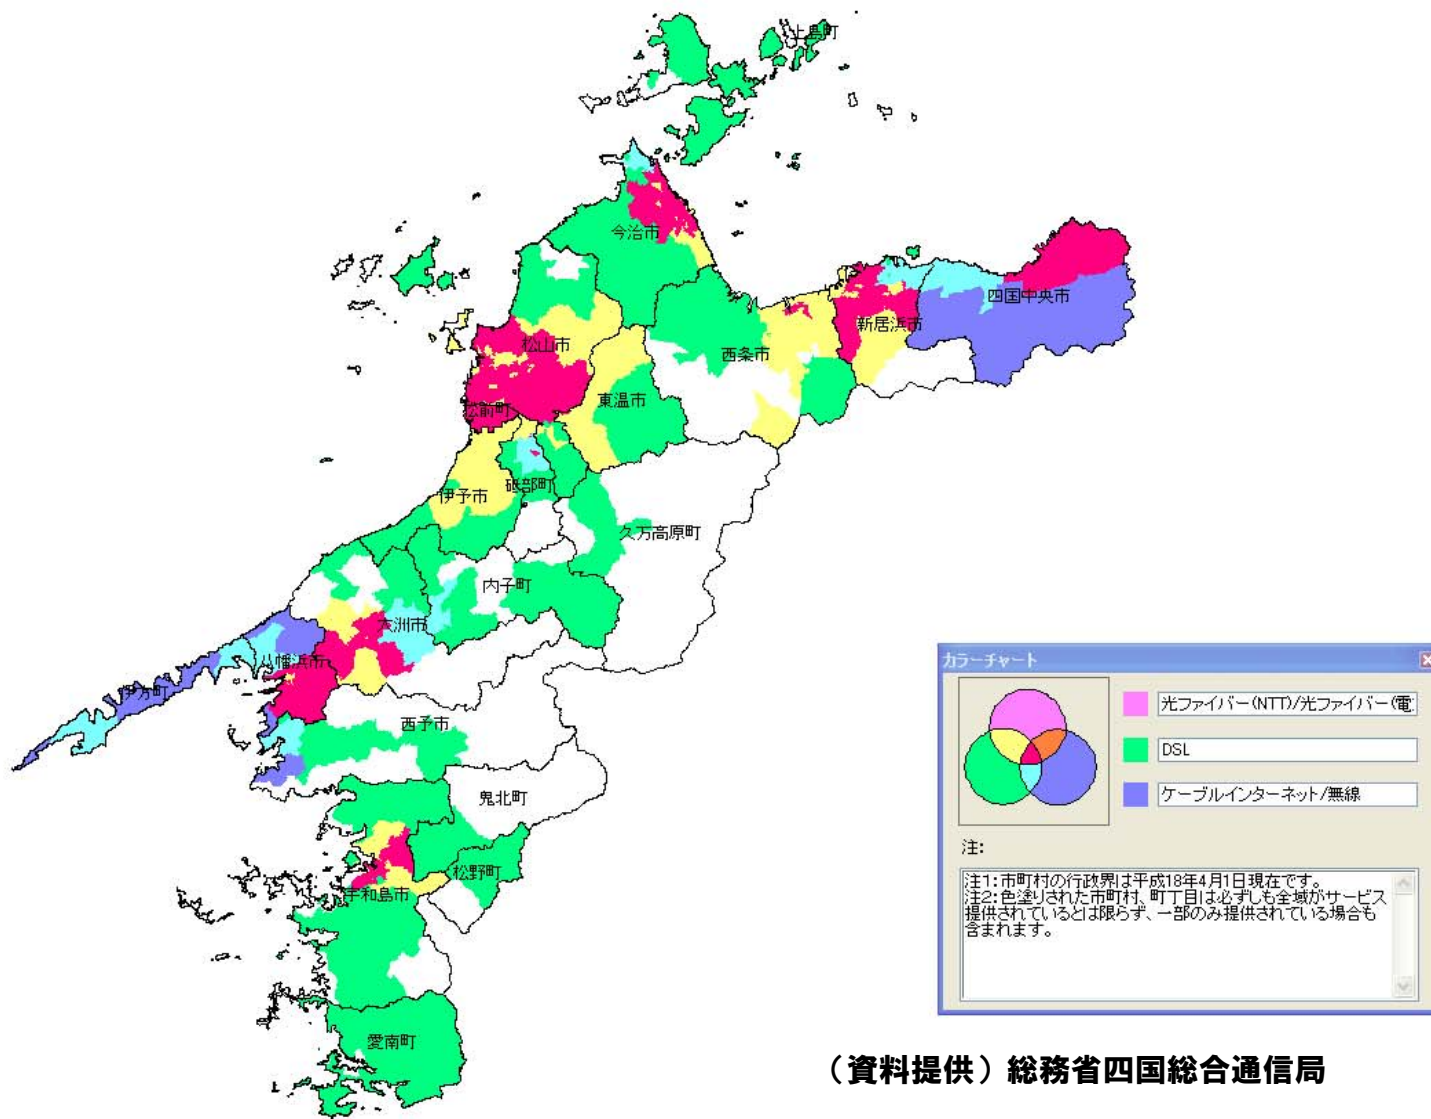 上島町
今治市
四国中央市
新居浜市
松山市
西条市
東温市
松前町
砥部町
伊予市
久万高原町
内子町
大洲市
八幡浜市
伊方町
西予市
鬼北町
松野町
宇和島市
愛南町
カラーチャート
光ファイバー(NTT)/光ファイバー(電
DSL
ケーブルインターネット/無線
注:
注1:市町村の行政界は平成18年4月1日現在です。
注2:色塗りされた市町村、町丁目は必ずしも全域がサービス
提供されているとは限らず、一部のみ提供されている場合も
含まれます。
(資料提供)総務省四国総合通信局